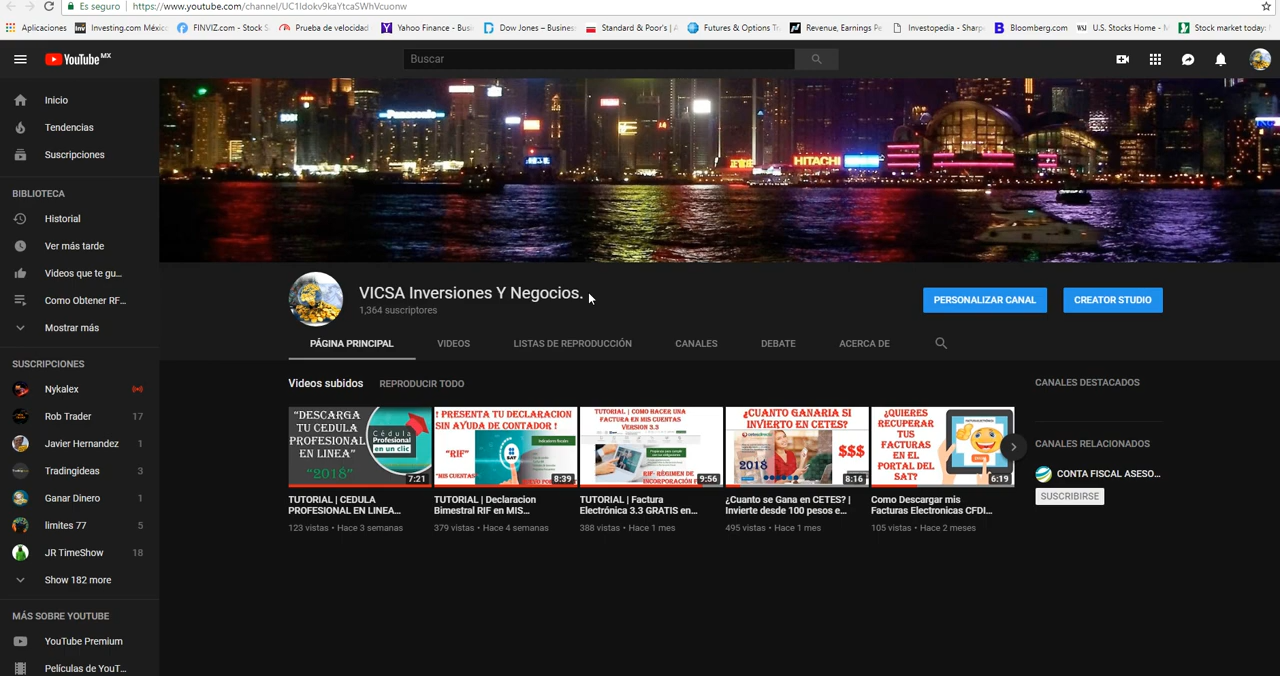 Es seguro | https://www.youtube.com/channel/UC1Idokv9kaYtcaSWhVcuonw
Aplicaciones Investing.com Méxic FINVIZ.com - Stock S Prueba de velocidad Yahoo Finance - Bus Dow Jones – Business Standard & Poor's | A Futures & Options Tra Revenue, Earnings Pe Investopedia - Sharpe Bloomberg.com U.S. Stocks Home - M Stock market today:
YouTube MX
Buscar
Inicio
Tendencias
Suscripciones
BIBLIOTECA
Historial
Ver más tarde
Videos que te gu...
Como Obtener RF...
Mostrar más
SUSCRIPCIONES
Nykalex
Rob Trader 17
Javier Hernandez 1
Tradingideas 3
Ganar Dinero 1
limites 77 5
JR TimeShow 18
Show 182 more
MÁS SOBRE YOUTUBE
YouTube Premium
Películas de YouT...
Panasonic
HITACHI
VICSA Inversiones Y Negocios.
1,364 suscriptores
PERSONALIZAR CANAL
CREATOR STUDIO
PÁGINA PRINCIPAL VIDEOS LISTAS DE REPRODUCCIÓN CANALES DEBATE ACERCA DE
Videos subidos REPRODUCIR TODO
"DESCARGA
TU CEDULA
PROFESIONAL
EN LINEA"
"2018"
Cédula
Profesional
en un clic
7:21
TUTORIAL | CEDULA
PROFESIONAL EN LINEA...
123 vistas • Hace 3 semanas
! PRESENTA TU DECLARACION
SIN AYUDA DE CONTADOR !
"RIF"
SAT
8:39
TUTORIAL | Declaracion
Bimestral RIF en MIS...
379 vistas • Hace 4 semanas
TUTORIAL | COMO HACER UNA
FACTURA EN MIS CUENTAS
VERSION 3.3
RIF- RÉGIMEN DE
INCORPORACIÓN F
9:56
TUTORIAL | Factura
Electrónica 3.3 GRATIS en...
388 vistas • Hace 1 mes
¿CUANTO GANARIA SI
INVIERTO EN CETES?
$$$
2018
8:16
¿Cuanto se Gana en CETES? |
Invierte desde 100 pesos e...
495 vistas • Hace 1 mes
¿QUIERES
RECUPERAR
TUS
FACTURAS
EN EL
PORTAL DEL
SAT?
6:19
Como Descargar mis
Facturas Electronicas CFDI...
105 vistas • Hace 2 meses
CANALES DESTACADOS
CANALES RELACIONADOS
CONTA FISCAL ASESO...
SUSCRIBIRSE